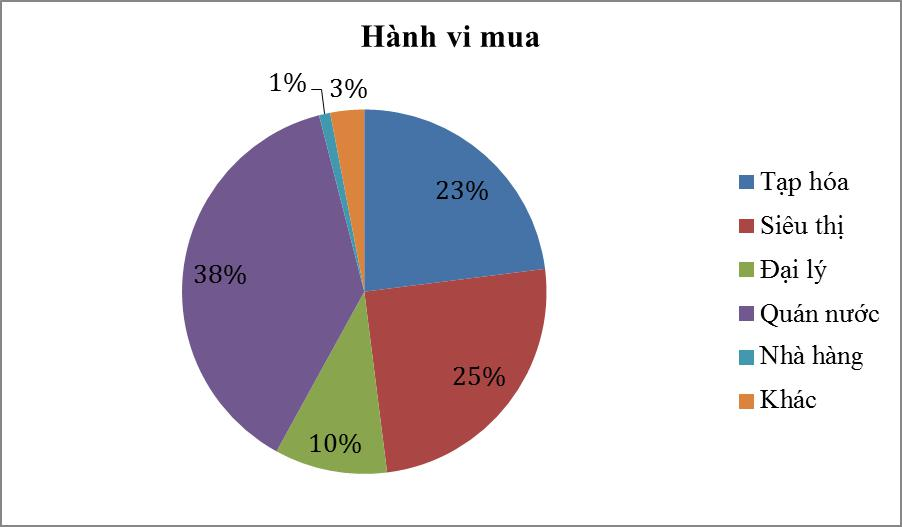 Hành vi mua
1%
3%
23%
38%
25%
10%
Tạp hóa
Siêu thị
Đại lý
Quán nước
Nhà hàng
Khác